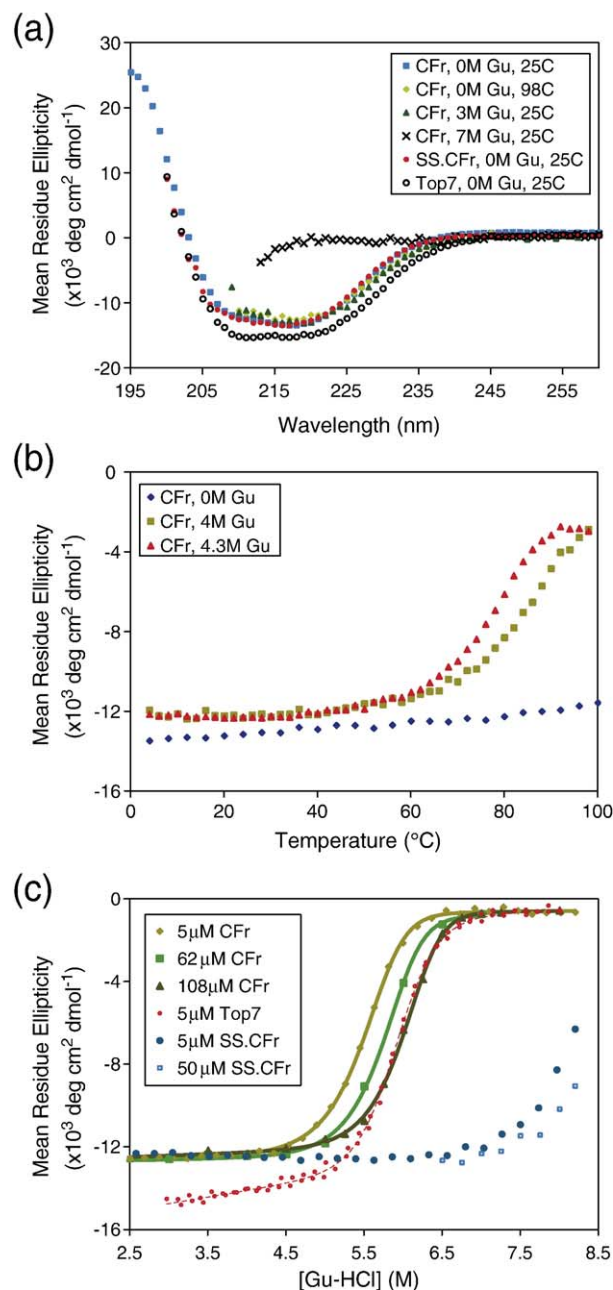 (a)
30
20
10
0
-10
-20
195
205
215
225
235
245
255
Mean Residue Ellipticity
(x10³ deg cm² dmol⁻¹)
Wavelength (nm)
CFr, 0M Gu, 25C
CFr, 0M Gu, 98C
CFr, 3M Gu, 25C
CFr, 7M Gu, 25C
SS.CFr, 0M Gu, 25C
Top7, 0M Gu, 25C
(b)
0
-4
-8
-12
-16
0
20
40
60
80
100
Mean Residue Ellipticity
(x10³ deg cm² dmol⁻¹)
Temperature (°C)
CFr, 0M Gu
CFr, 4M Gu
CFr, 4.3M Gu
(c)
0
-4
-8
-12
-16
2.5
3.5
4.5
5.5
6.5
7.5
8.5
Mean Residue Ellipticity
(x10³ deg cm² dmol⁻¹)
[Gu-HCl] (M)
5μM CFr
62μM CFr
108μM CFr
5μM Top7
5μM SS.CFr
50μM SS.CFr